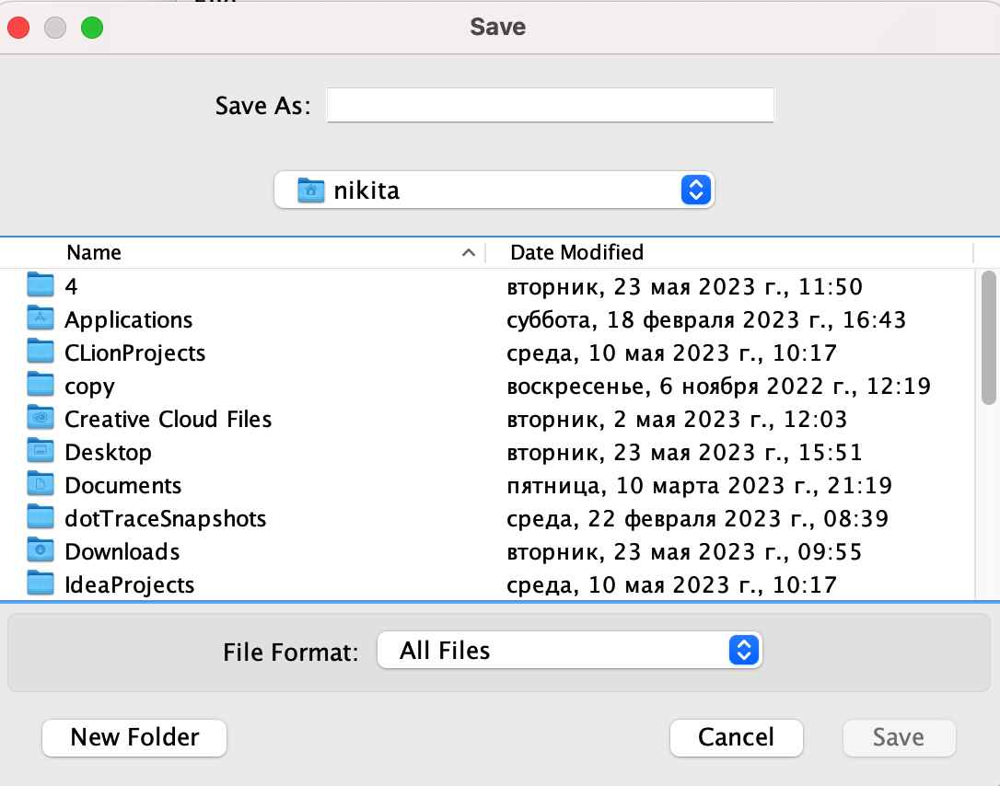 Save
Save As:
nikita
Name Date Modified
4 вторник, 23 мая 2023 г., 11:50
Applications суббота, 18 февраля 2023 г., 16:43
CLionProjects среда, 10 мая 2023 г., 10:17
copy воскресенье, 6 ноября 2022 г., 12:19
Creative Cloud Files вторник, 2 мая 2023 г., 12:03
Desktop вторник, 23 мая 2023 г., 15:51
Documents пятница, 10 марта 2023 г., 21:19
dotTraceSnapshots среда, 22 февраля 2023 г., 08:39
Downloads вторник, 23 мая 2023 г., 09:55
IdeaProjects среда, 10 мая 2023 г., 10:17
File Format: All Files
New Folder Cancel Save